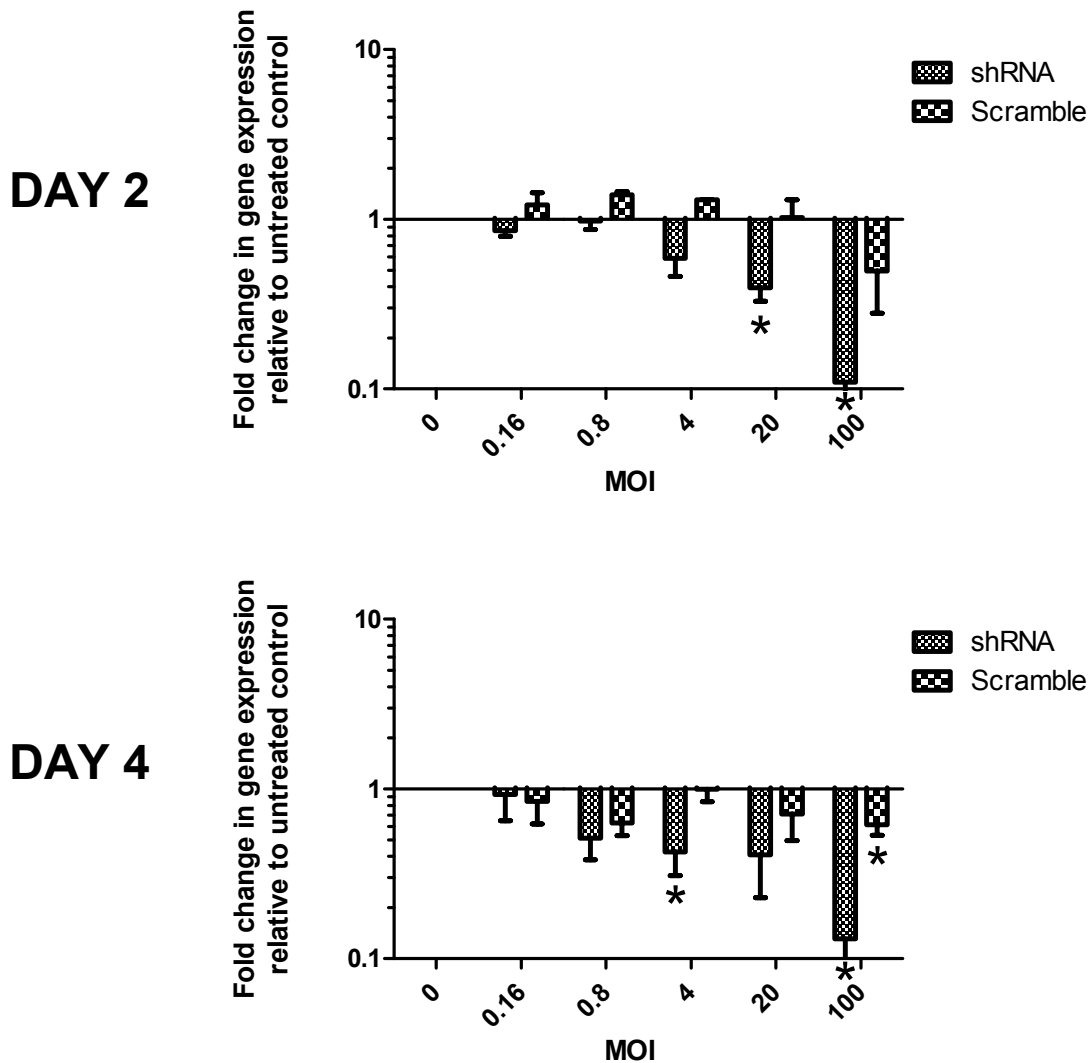 DAY 2
Fold change in gene expression
relative to untreated control
10
1
0.1
0
0.16
0.8
4
20
100
MOI
shRNA
Scramble
*
*
DAY 4
Fold change in gene expression
relative to untreated control
10
1
0.1
0
0.16
0.8
4
20
100
MOI
shRNA
Scramble
*
*
*